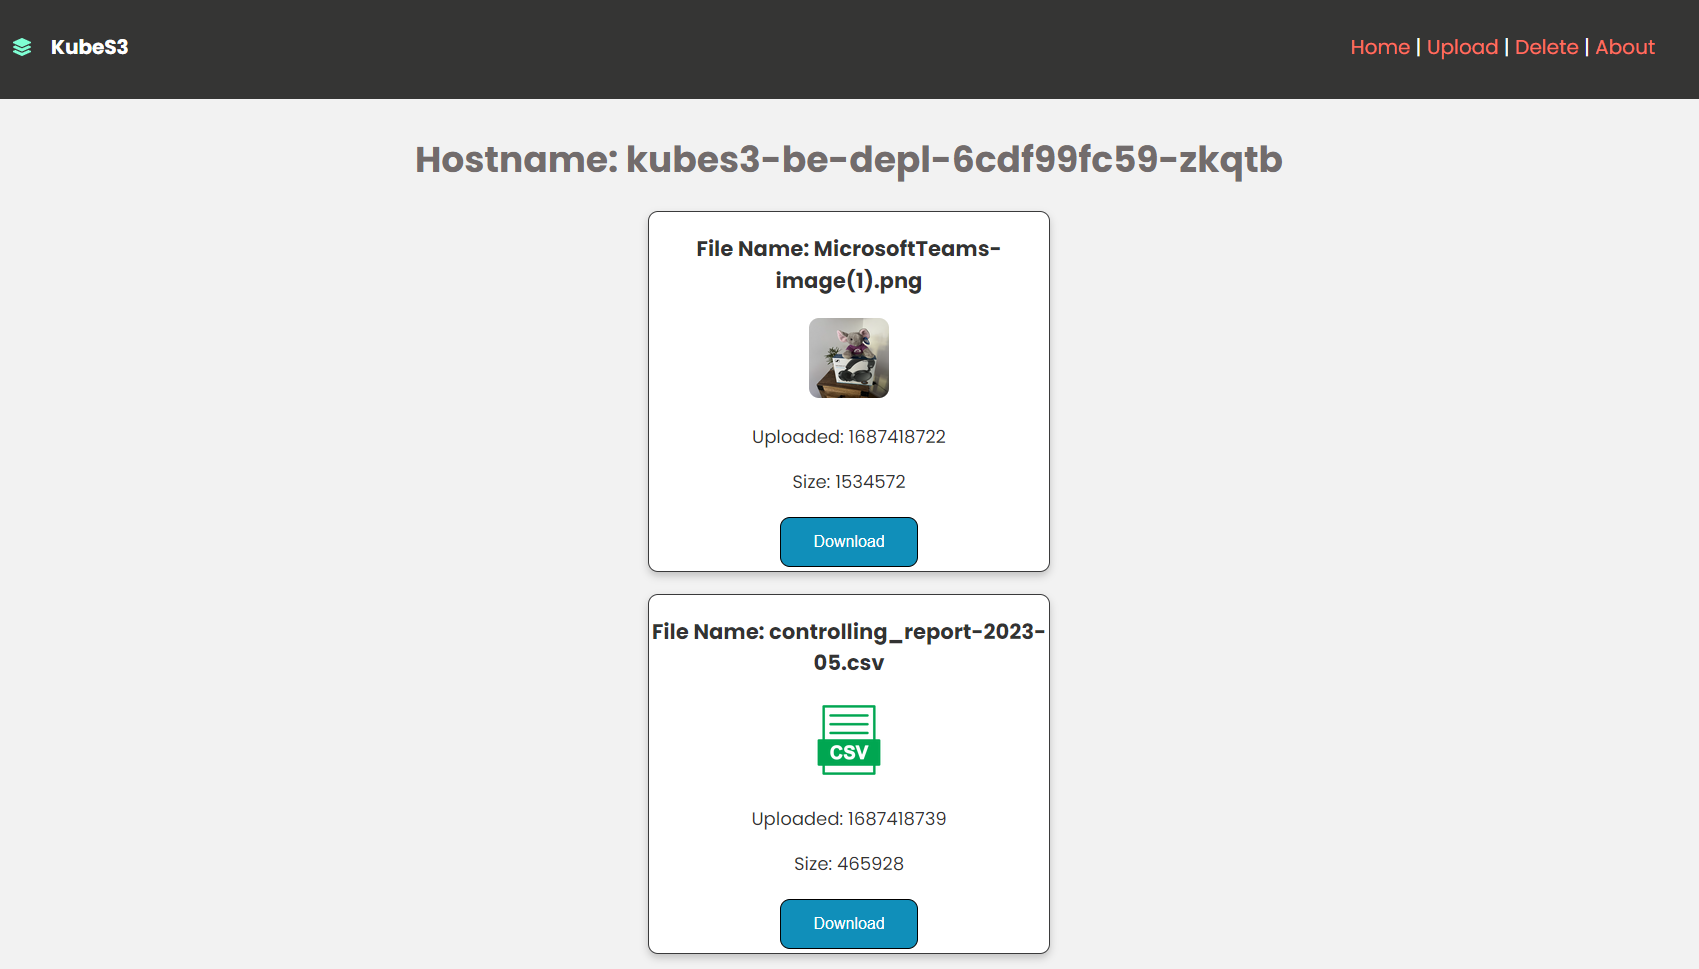 KubeS3
Home | Upload | Delete | About
Hostname: kubes3-be-depl-6cdf99fc59-zkqtb
File Name: MicrosoftTeams-
image(1).png
Uploaded: 1687418722
Size: 1534572
Download
File Name: controlling_report-2023-
05.csv
CSV
Uploaded: 1687418739
Size: 465928
Download